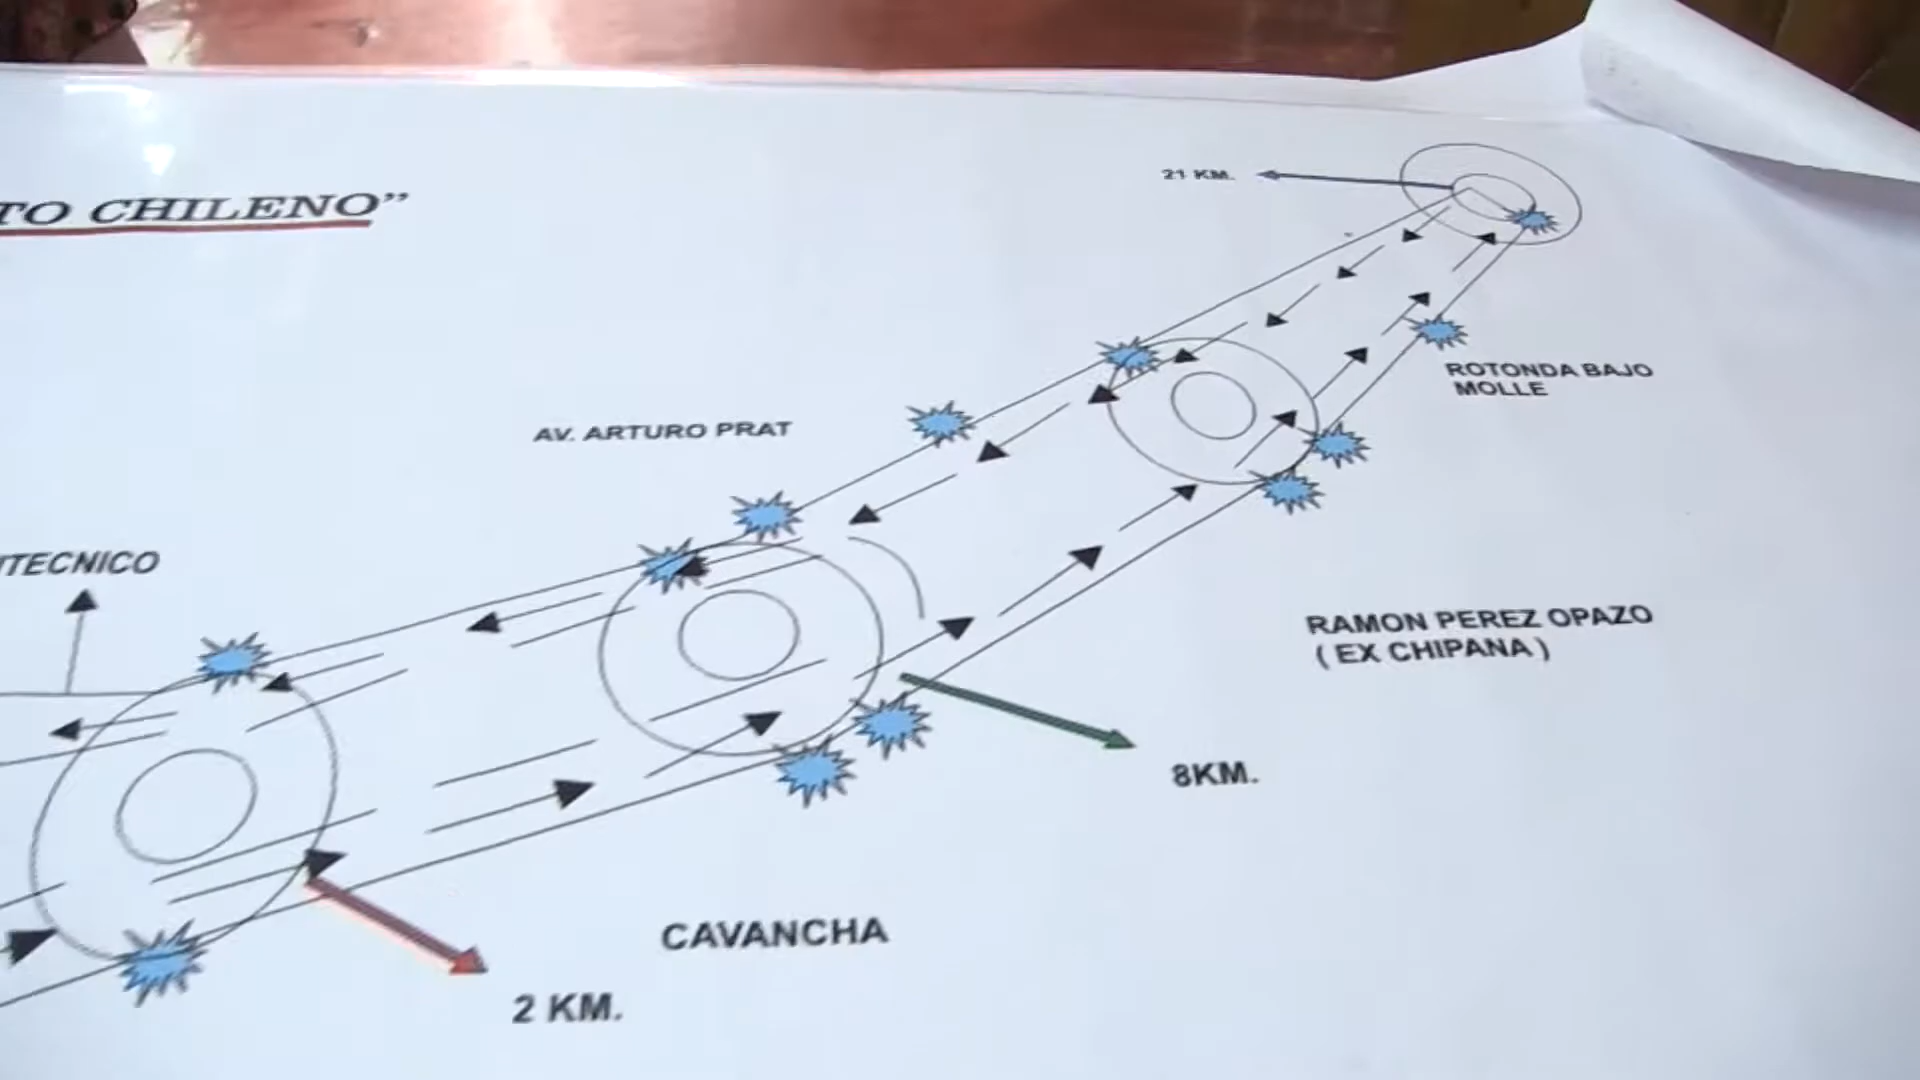 TO CHILENO”
21 KM.
ROTONDA BAJO
MOLLE
AV. ARTURO PRAT
ITECNICO
RAMON PEREZ OPAZO
( EX CHIPANA )
8KM.
CAVANCHA
2 KM.